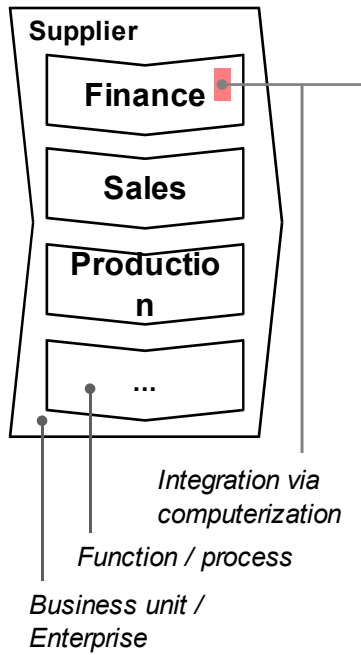 Supplier
Finance
Sales
Productio
n
...
Integration via
computerization
Function / process
Business unit /
Enterprise